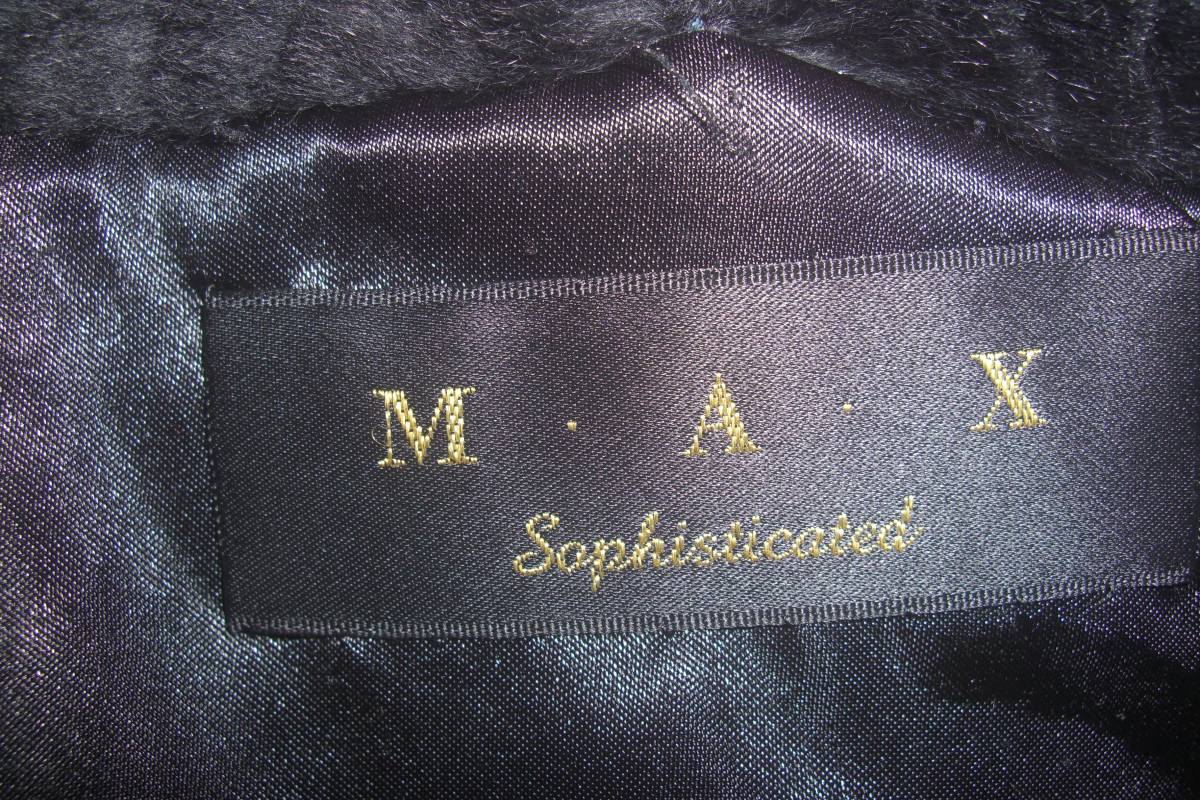 M · A · X
Sophisticated